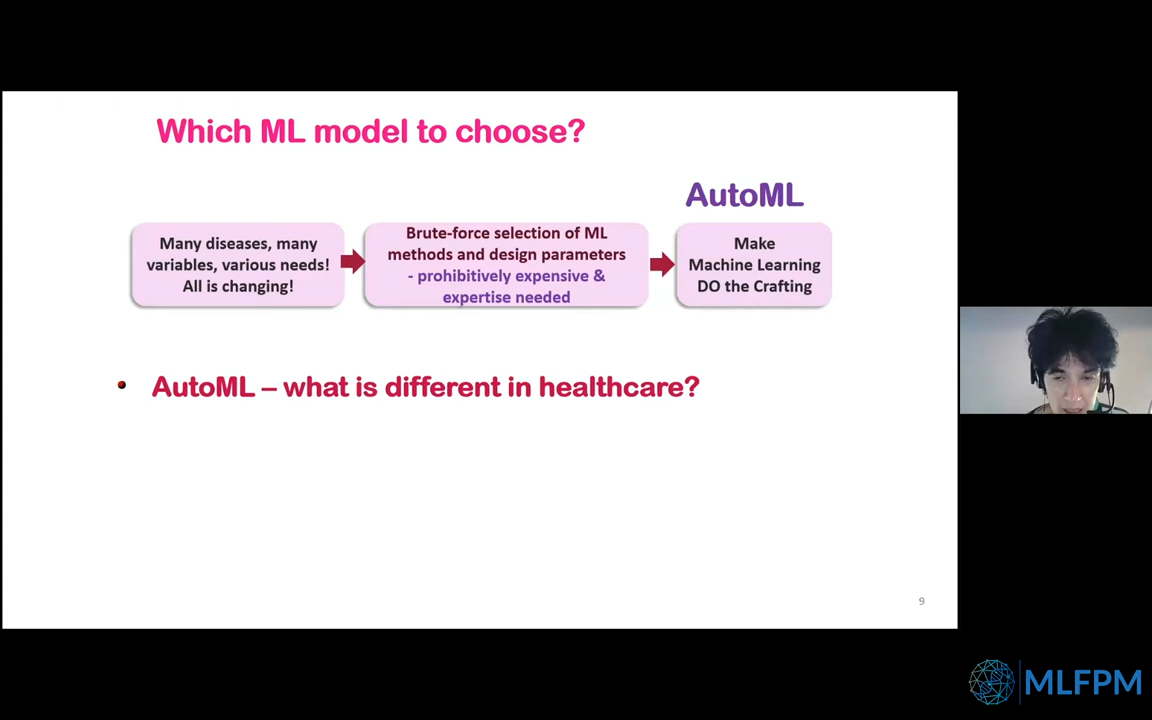 Which ML model to choose?
AutoML
Many diseases, many
variables, various needs!
All is changing!
Brute-force selection of ML
methods and design parameters
- prohibitively expensive &
expertise needed
Make
Machine Learning
DO the Crafting
• AutoML – what is different in healthcare?
9
MLFPM